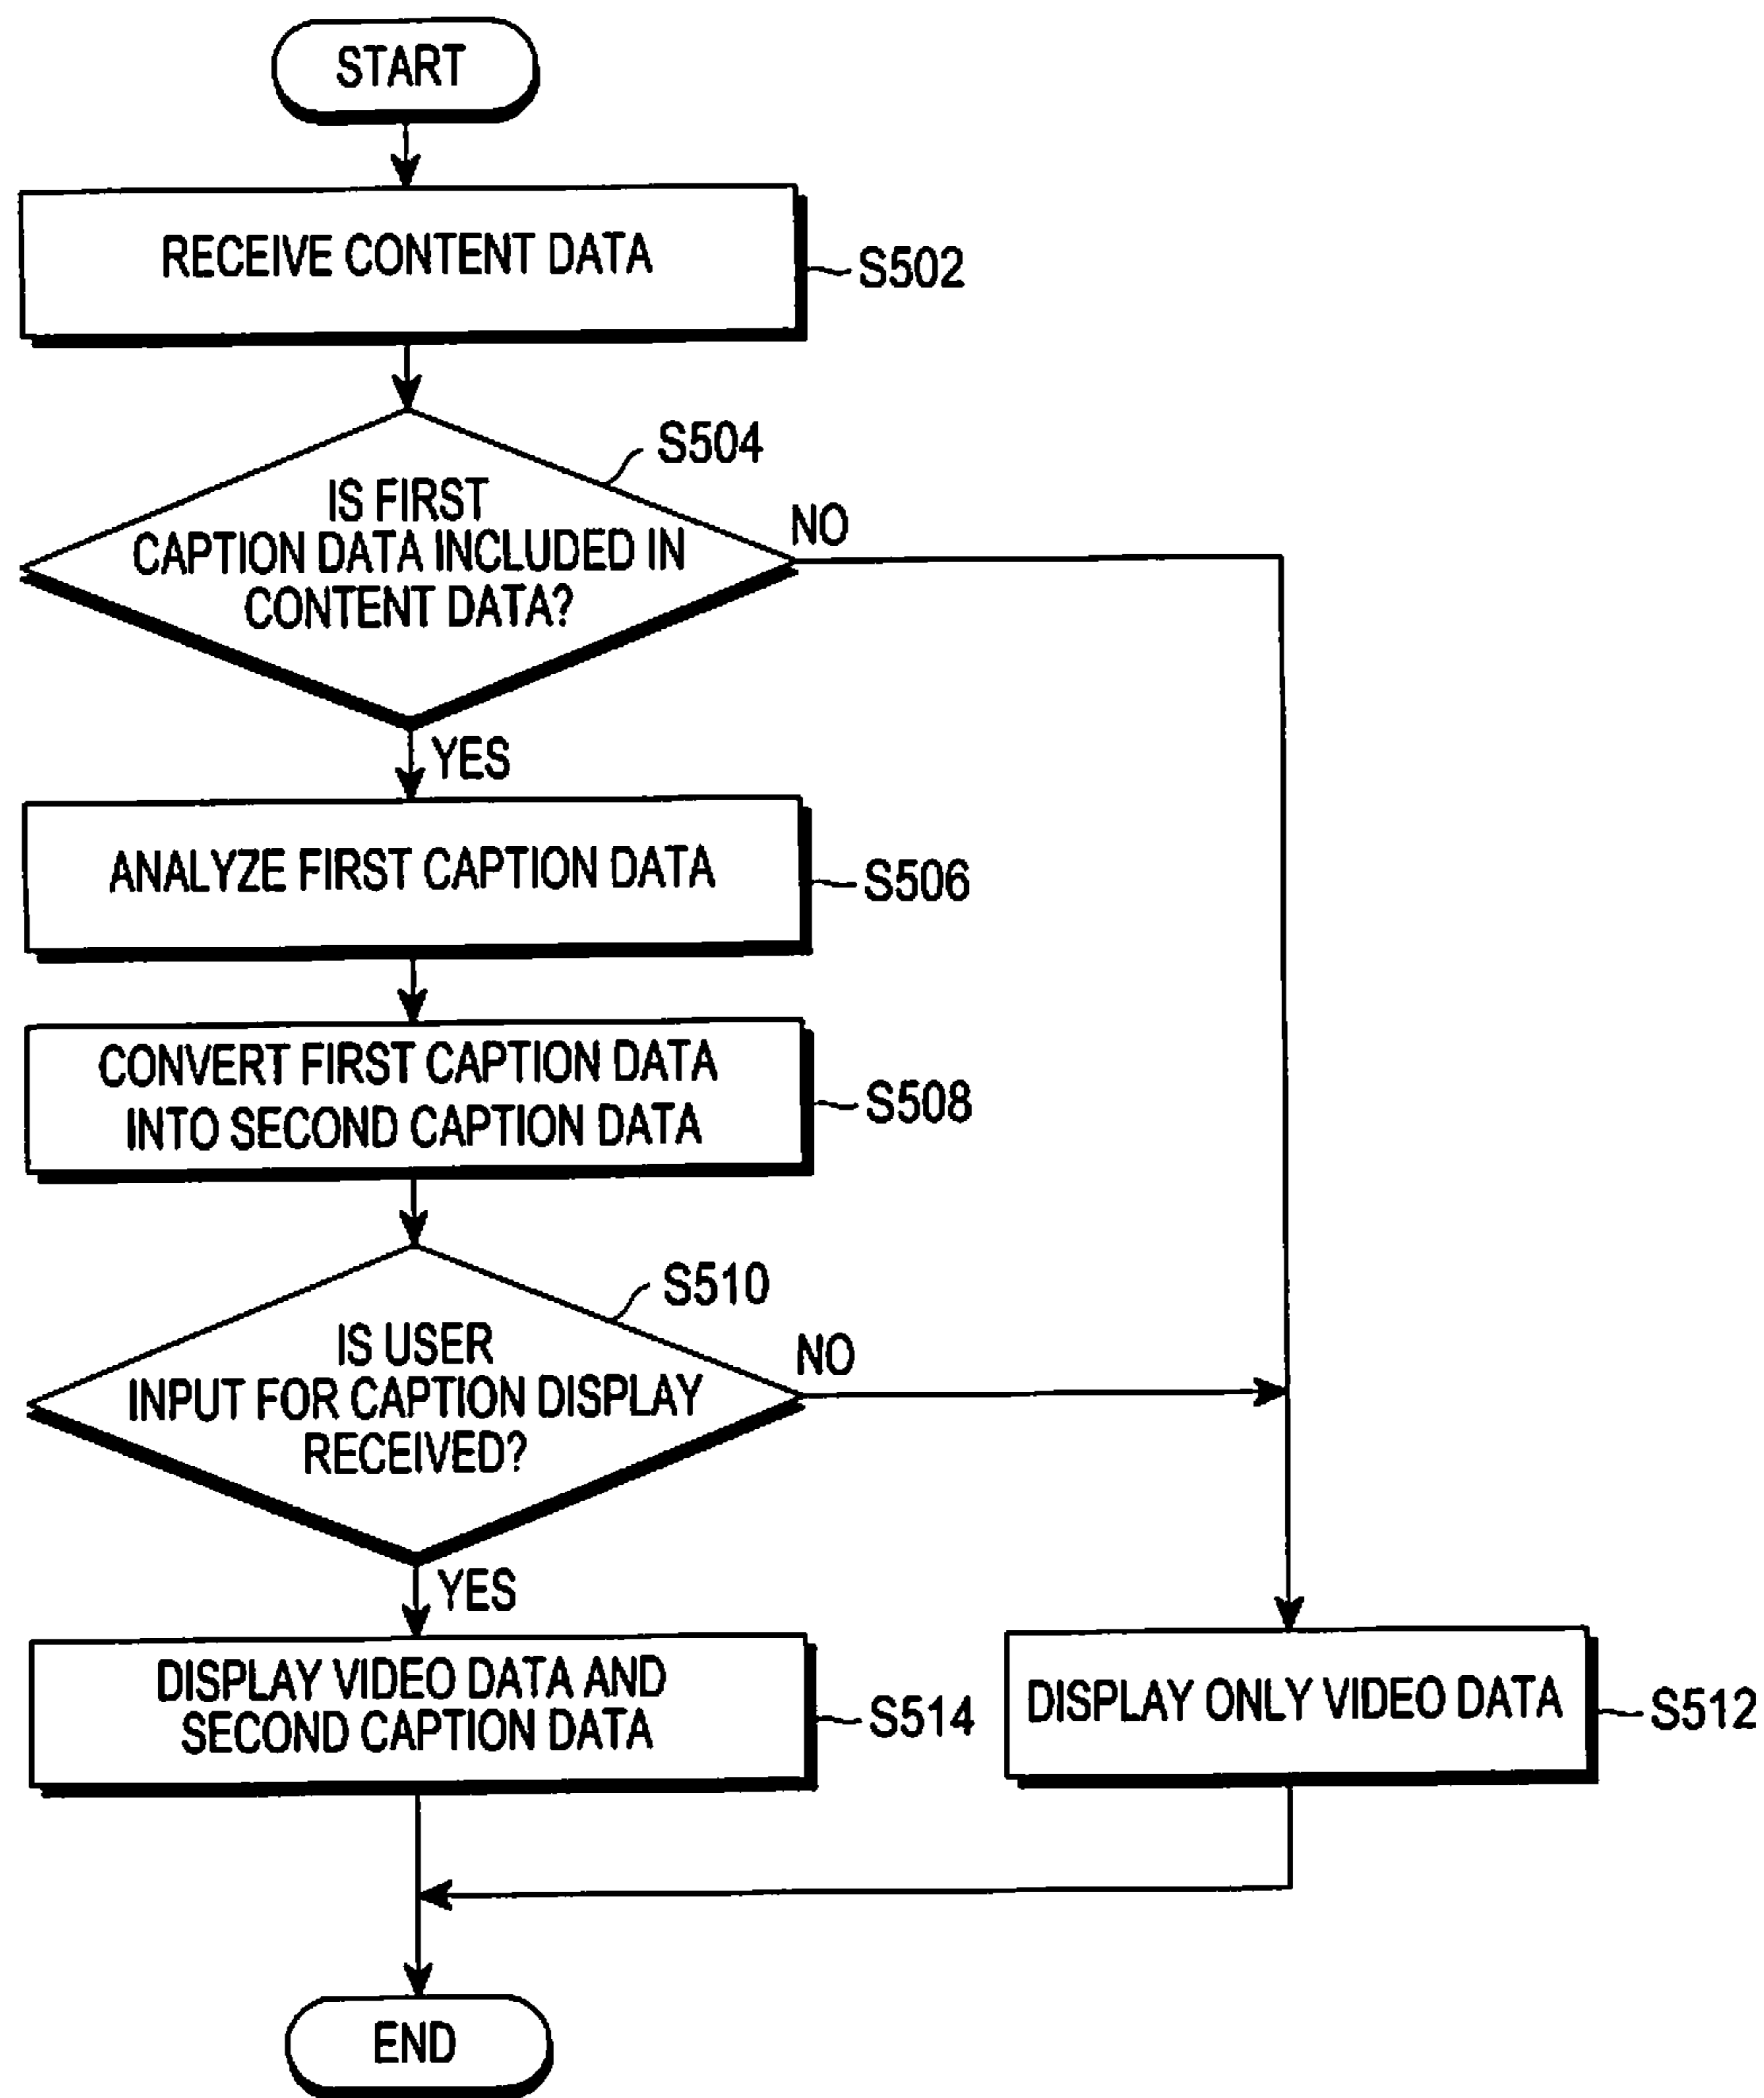 START
RECEIVE CONTENT DATA
S502
S504
IS FIRST
CAPTION DATA INCLUDED IN
CONTENT DATA?
NO
YES
ANALYZE FIRST CAPTION DATA
S506
CONVERT FIRST CAPTION DATA
INTO SECOND CAPTION DATA
S508
S510
IS USER
INPUT FOR CAPTION DISPLAY
RECEIVED?
NO
YES
DISPLAY VIDEO DATA AND
SECOND CAPTION DATA
S514
DISPLAY ONLY VIDEO DATA
S512
END